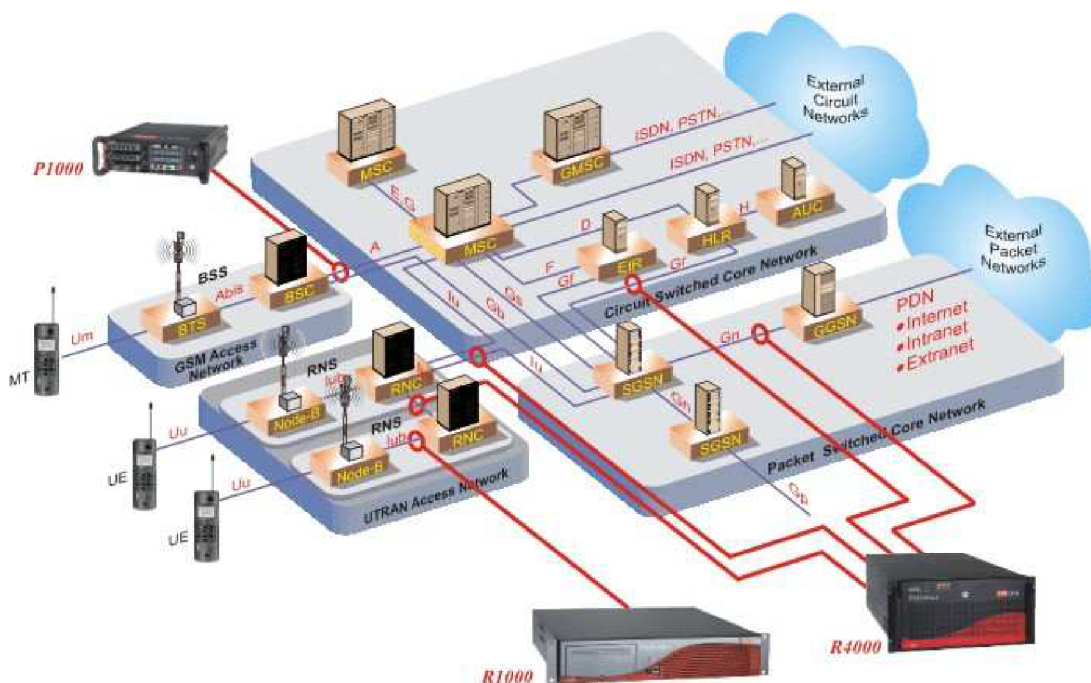 External
Circuit
Networks
ISDN, PSTN,...
ISDN, PSTN,...
MSC
GMSC
P1000
E,G
MSC
AUC
H
HLR
D
External
Packet
Networks
A
F
EIR
Gr
Gf
BSS
BSC
Abis
BTS
Gs
Gb
Iu
Circuit Switched Core Network
PDN
•Internet
•Intranet
•Extranet
GGSN
Gn
Um
MT
GSM Access
Network
RNS
RNC
Iub
Iu
SGSN
Gn
Node-B
RNS
RNC
Iub
SGSN
Uu
UE
Node-B
Packet Switched Core Network
Uu
UE
UTRAN Access Network
Gp
R1000
R4000